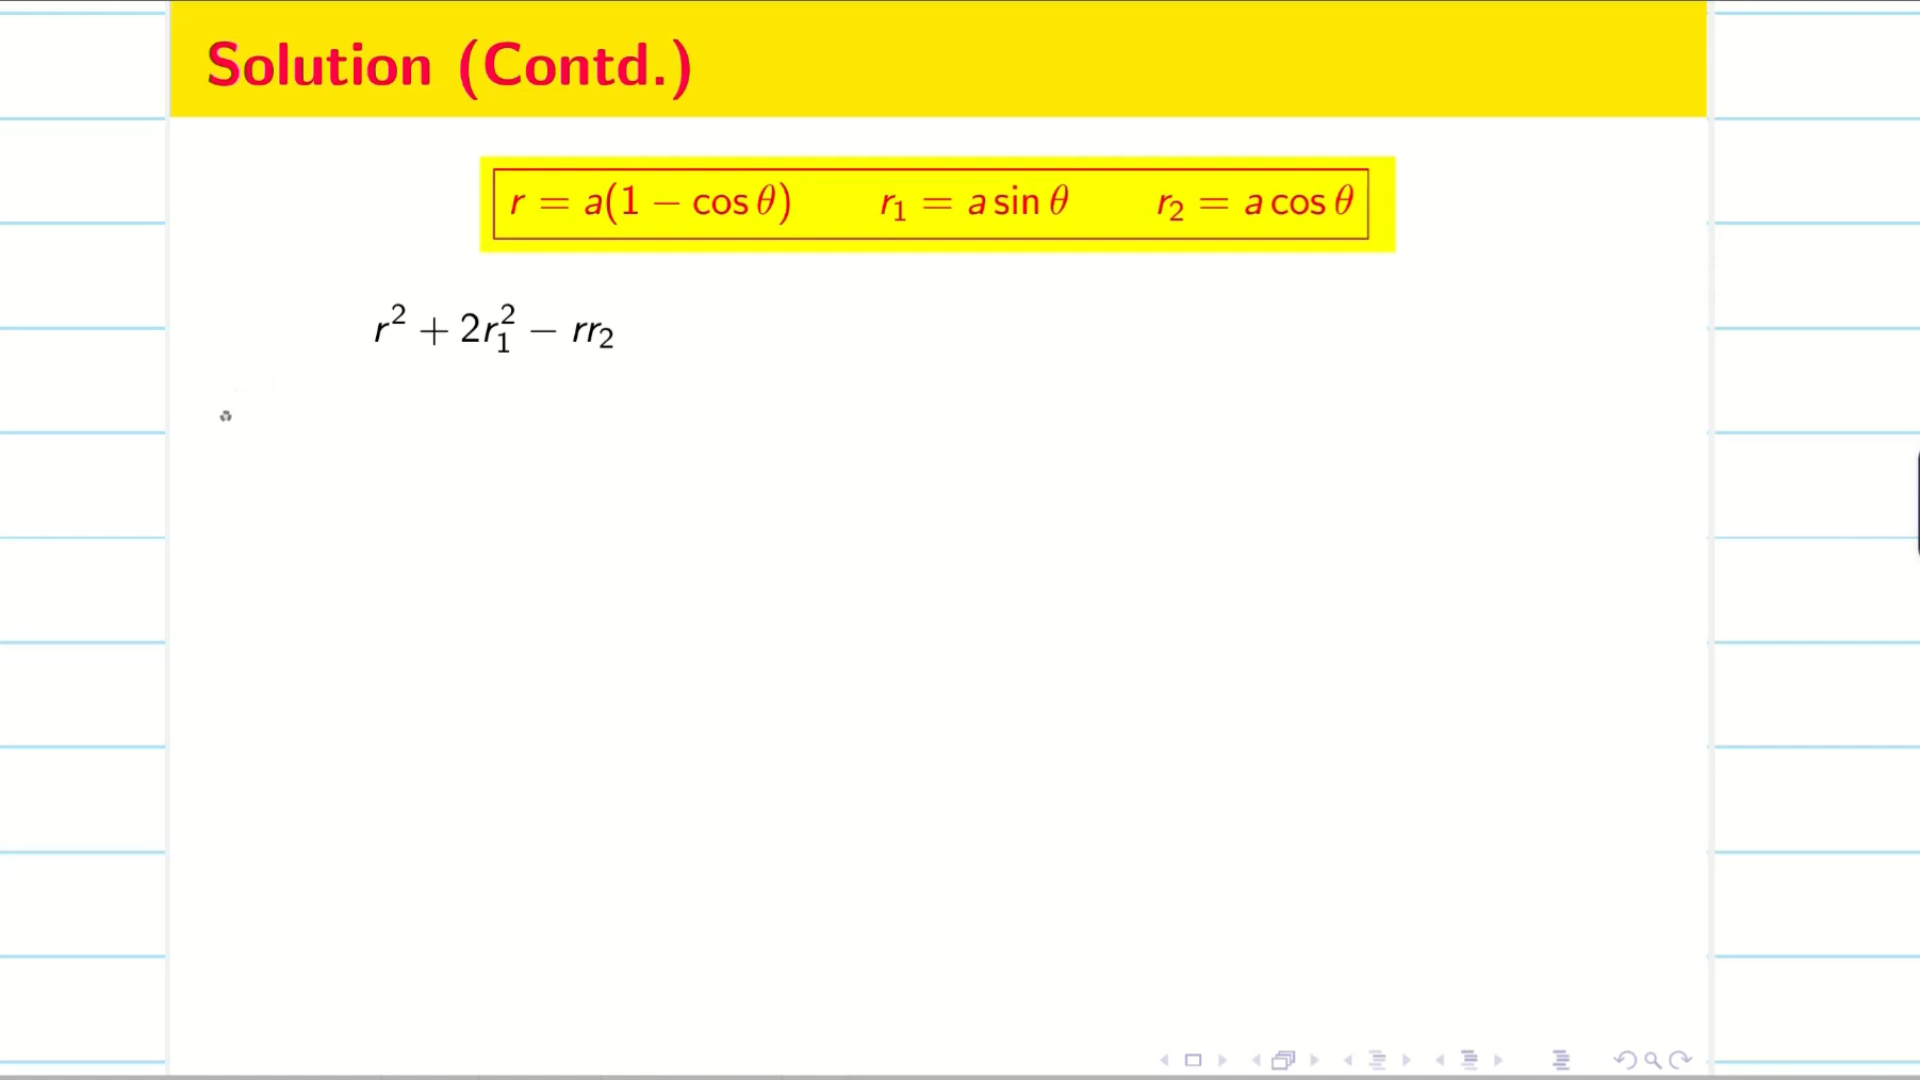 Solution (Contd.)
r = a(1 − cos θ) r₁ = a sin θ r₂ = a cos θ
r² + 2r₁² − rr₂